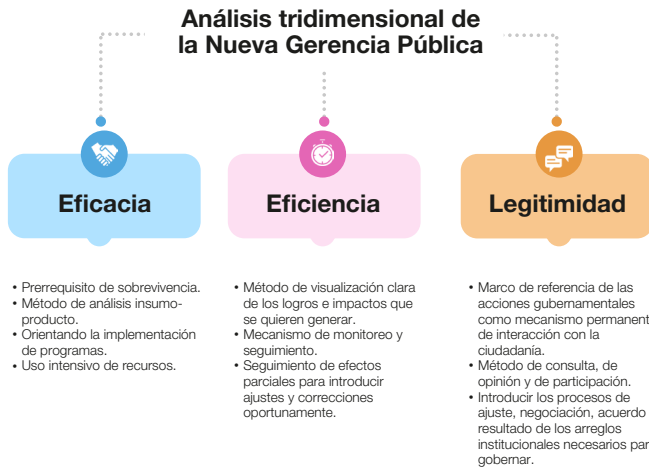 Análisis tridimensional de
la Nueva Gerencia Pública
Eficacia
• Prerrequisito de sobrevivencia.
• Método de análisis insumo-
producto.
• Orientando la implementación
de programas.
• Uso intensivo de recursos.
Eficiencia
• Método de visualización clara
de los logros e impactos que
se quieren generar.
• Mecanismo de monitoreo y
seguimiento.
• Seguimiento de efectos
parciales para introducir
ajustes y correcciones
oportunamente.
Legitimidad
• Marco de referencia de las
acciones gubernamentales
como mecanismo permanent
de interacción con la
ciudadanía.
• Método de consulta, de
opinión y de participación.
• Introducir los procesos de
ajuste, negociación, acuerdo
resultado de los arreglos
institucionales necesarios par
gobernar.